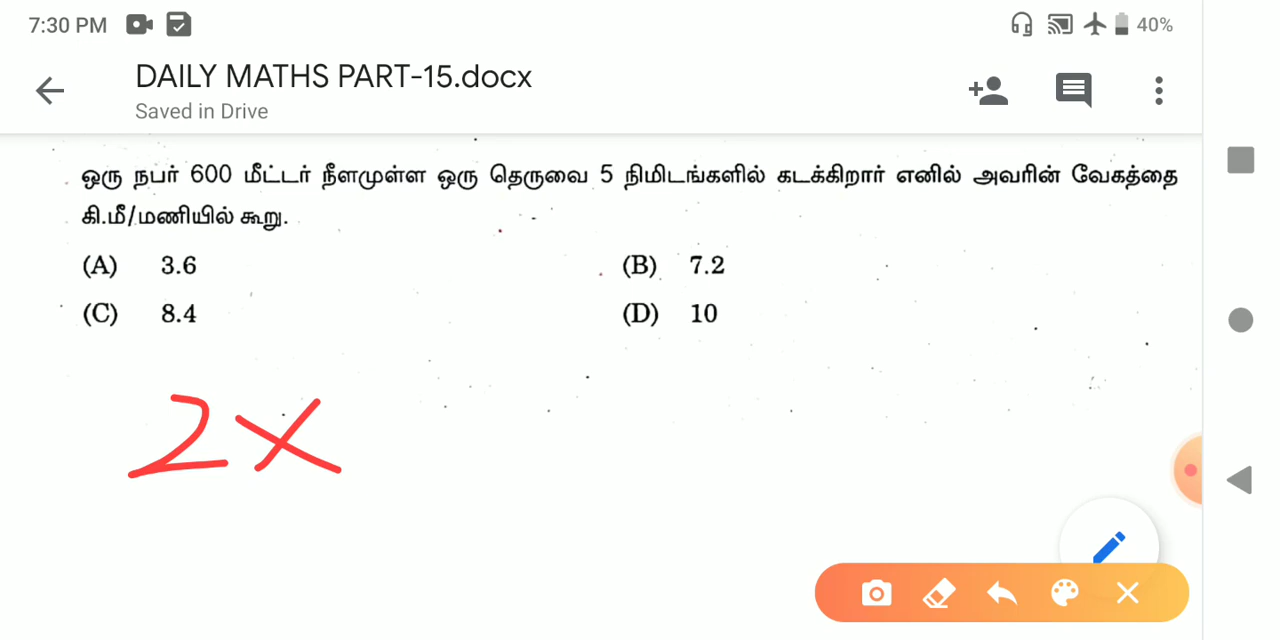 7:30 PM 40%
DAILY MATHS PART-15.docx
Saved in Drive
ஒரு நபர் 600 மீட்டர் நீளமுள்ள ஒரு தெருவை 5 நிமிடங்களில் கடக்கிறார் எனில் அவரின் வேகத்தை
கி.மீ/மணியில் கூறு.
(A) 3.6 (B) 7.2
(C) 8.4 (D) 10
2x